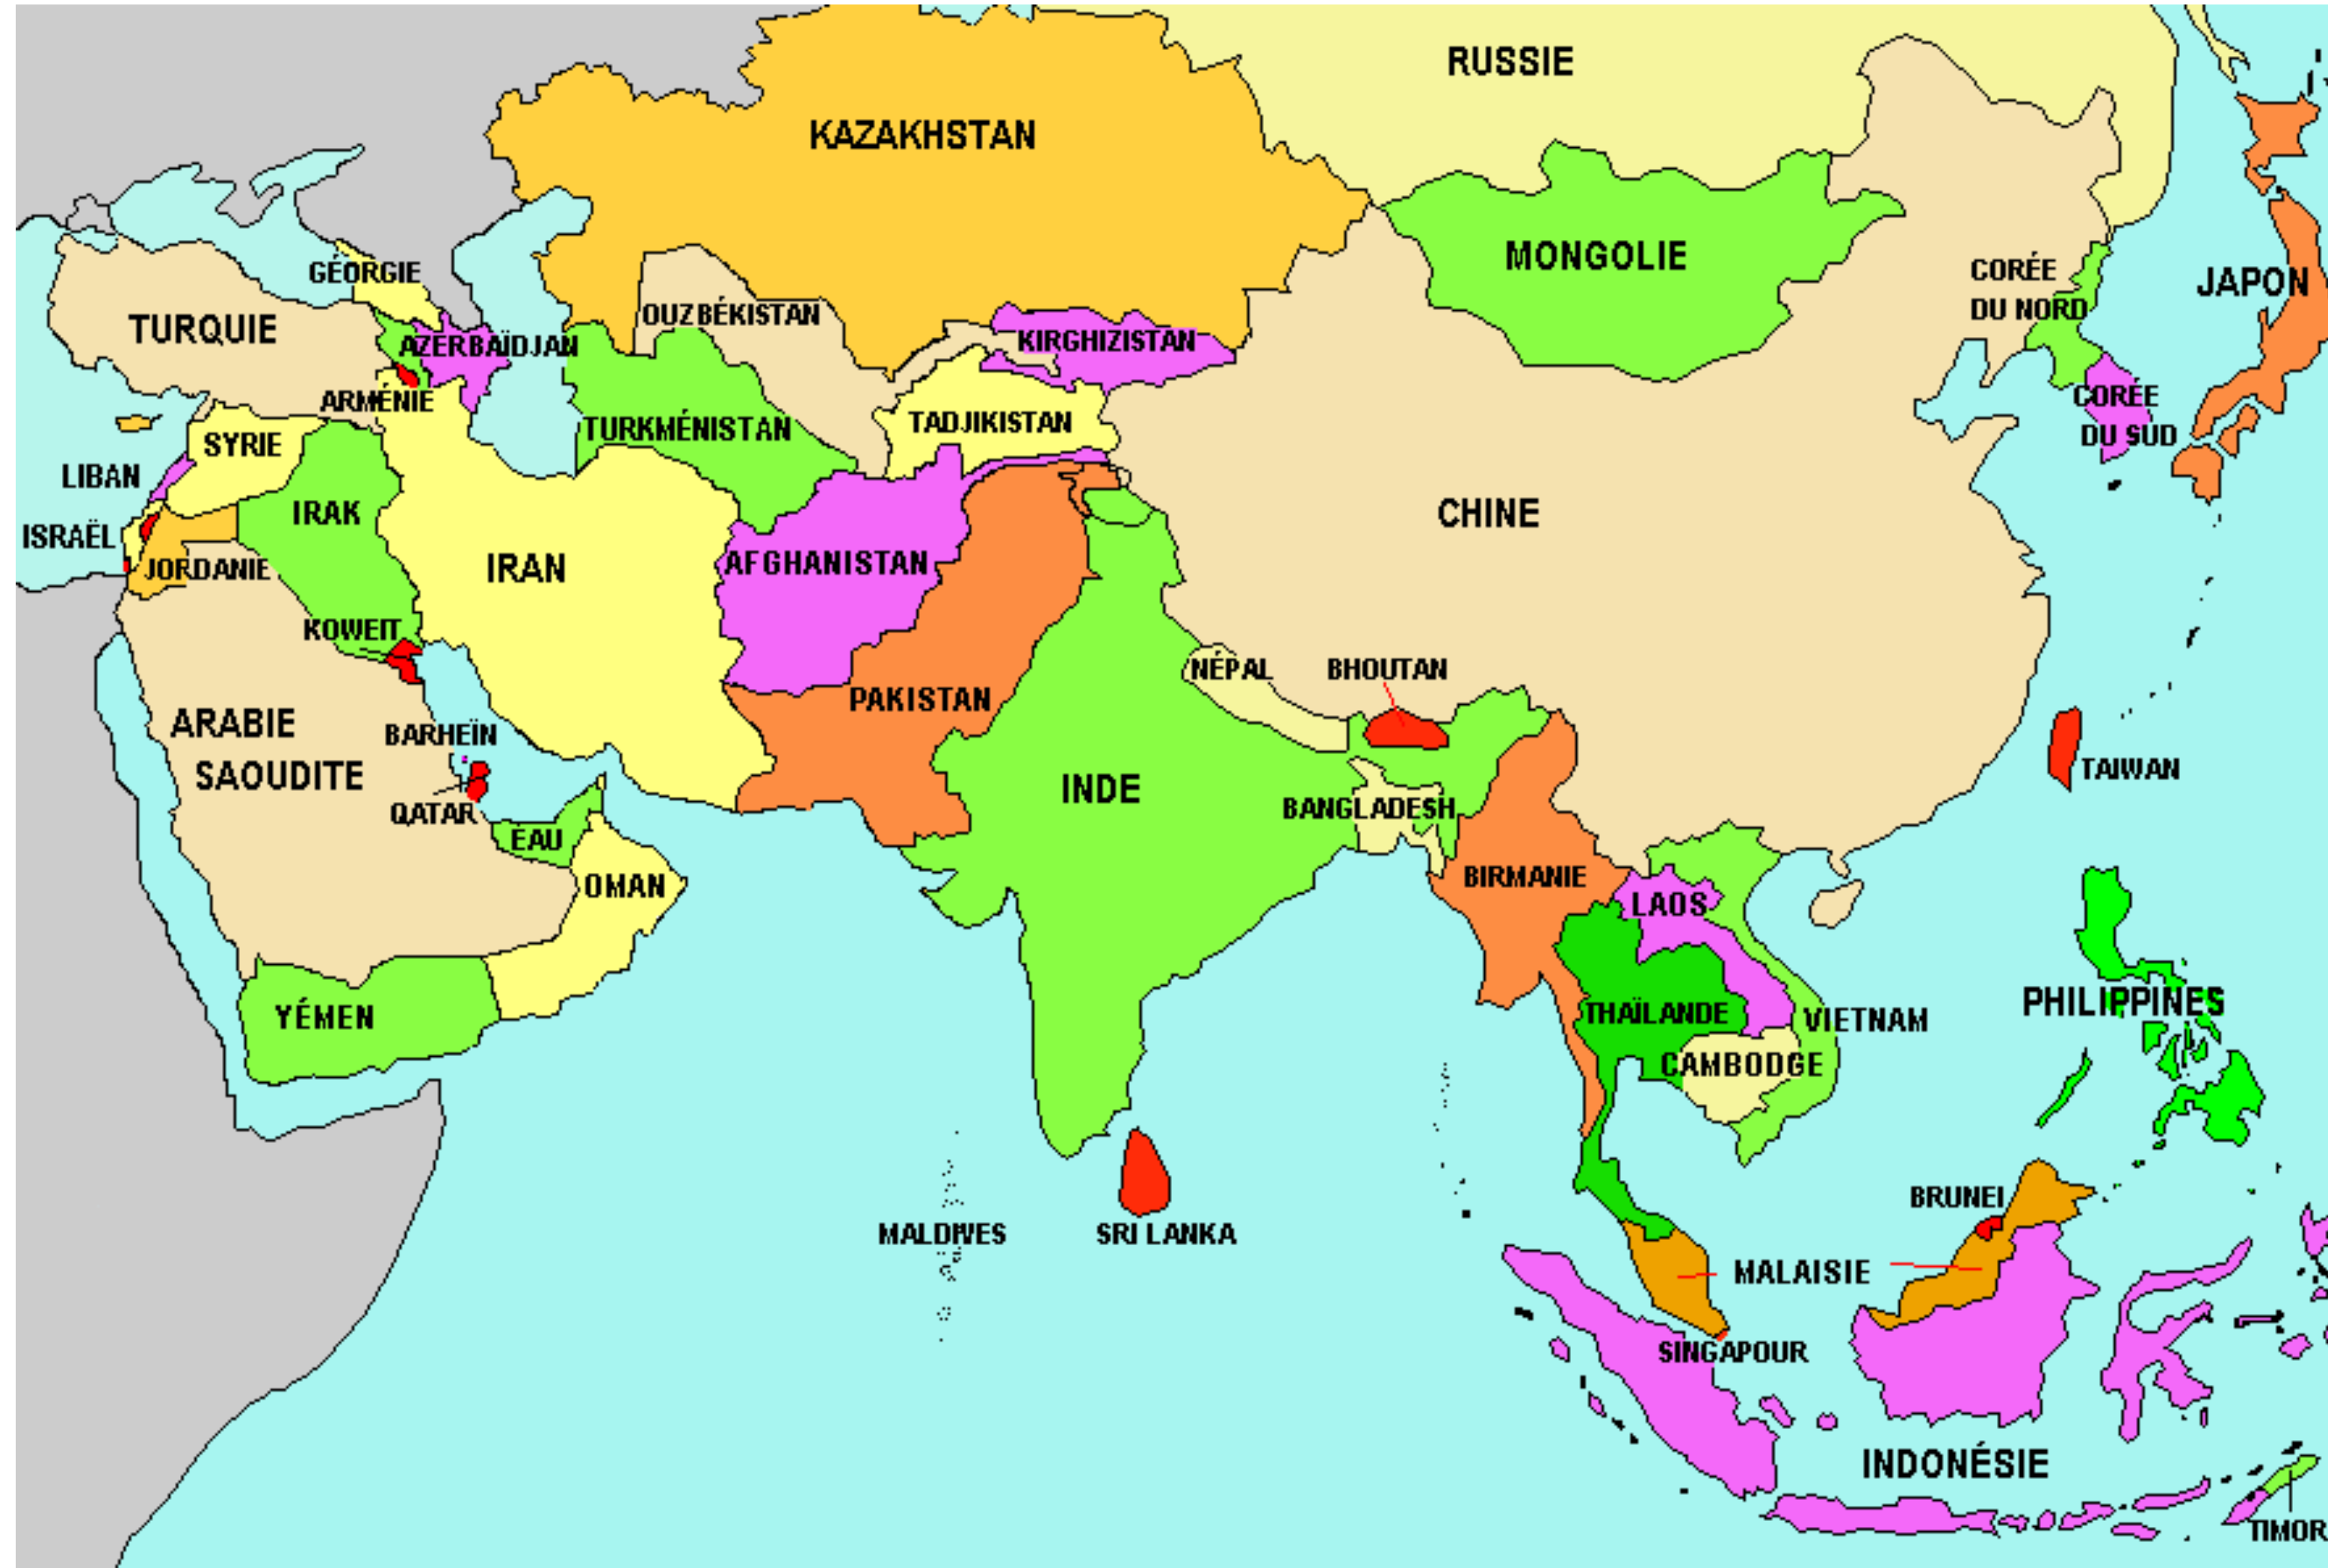 RUSSIE
KAZAKHSTAN
MONGOLIE
GÉORGIE
CORÉE
DU NORD
JAPON
TURQUIE
OUZBÉKISTAN
AZERBAÏDJAN
KIRGHIZISTAN
ARMÉNIE
CORÉE
DU SUD
TURKMÉNISTAN
TADJIKISTAN
SYRIE
LIBAN
IRAK
CHINE
ISRAËL
JORDANIE
IRAN
AFGHANISTAN
KOWEIT
NÉPAL
BHOUTAN
PAKISTAN
ARABIE
SAOUDITE
BARHEÏN
TAIWAN
QATAR
INDE
BANGLADESH
EAU
OMAN
BIRMANIE
LAOS
YÉMEN
THAÏLANDE
VIETNAM
PHILIPPINES
CAMBODGE
BRUNEI
MALDIVES
SRI LANKA
MALAISIE
SINGAPOUR
INDONÉSIE
TIMOR